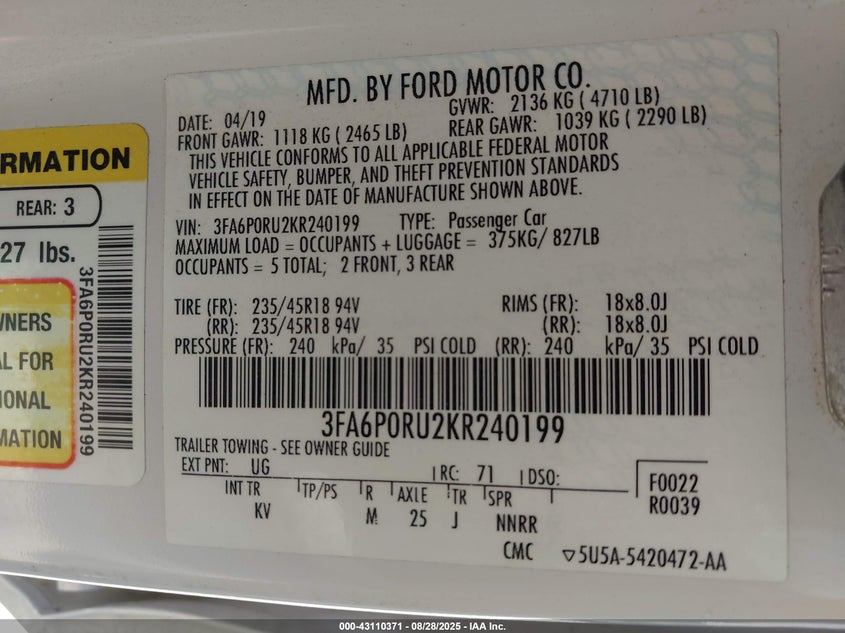 RMATION
REAR: 3
27 lbs.
WNERS
AL FOR
IONAL
MATION
3FA6P0RU2KR240199
MFD. BY FORD MOTOR CO.
DATE: 04/19 GVWR: 2136 KG ( 4710 LB)
FRONT GAWR: 1118 KG ( 2465 LB) REAR GAWR: 1039 KG ( 2290 LB)
THIS VEHICLE CONFORMS TO ALL APPLICABLE FEDERAL MOTOR
VEHICLE SAFETY, BUMPER, AND THEFT PREVENTION STANDARDS
IN EFFECT ON THE DATE OF MANUFACTURE SHOWN ABOVE.
VIN: 3FA6P0RU2KR240199 TYPE: Passenger Car
MAXIMUM LOAD = OCCUPANTS + LUGGAGE = 375KG/ 827LB
OCCUPANTS = 5 TOTAL; 2 FRONT, 3 REAR
TIRE (FR): 235/45R18 94V RIMS (FR): 18x8.0J
(RR): 235/45R18 94V (RR): 18x8.0J
PRESSURE (FR): 240 kPa/ 35 PSI COLD (RR): 240 kPa/ 35 PSI COLD
3FA6P0RU2KR240199
TRAILER TOWING - SEE OWNER GUIDE
EXT PNT: UG RC: 71 DSO: F0022
INT TR TP/PS R AXLE TR SPR R0039
KV M 25 J NNRR
CMC ▽5U5A-5420472-AA
000-43110371 - 08/28/2025 - IAA Inc.